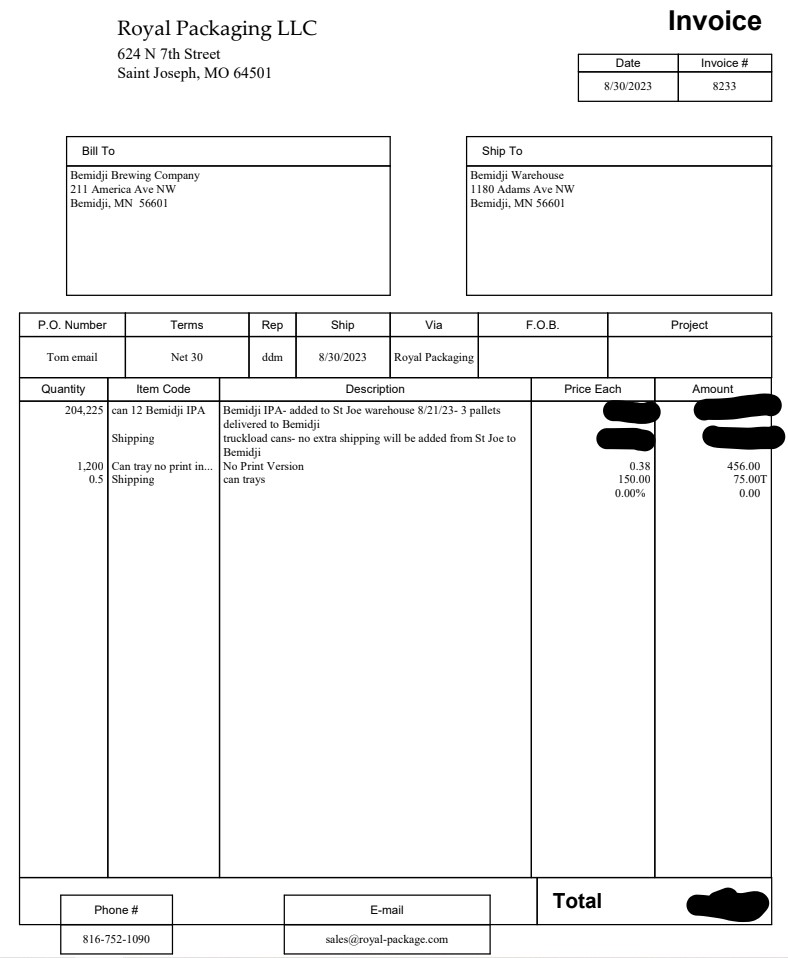 Royal Packaging LLC
624 N 7th Street
Saint Joseph, MO 64501
Invoice
Date Invoice #
8/30/2023 8233
Bill To
Bemidji Brewing Company
211 America Ave NW
Bemidji, MN  56601
Ship To
Bemidji Warehouse
1180 Adams Ave NW
Bemidji, MN 56601
P.O. Number Terms Rep Ship Via F.O.B. Project
Tom email Net 30 ddm 8/30/2023 Royal Packaging
Quantity Item Code Description Price Each Amount
204,225 can 12 Bemidji IPA Bemidji IPA- added to St Joe warehouse 8/21/23- 3 pallets
delivered to Bemidji
Shipping truckload cans- no extra shipping will be added from St Joe to
Bemidji
1,200 Can tray no print in... No Print Version 0.38 456.00
0.5 Shipping can trays 150.00 75.00T
0.00% 0.00
Total
Phone # E-mail
816-752-1090 sales@royal-package.com